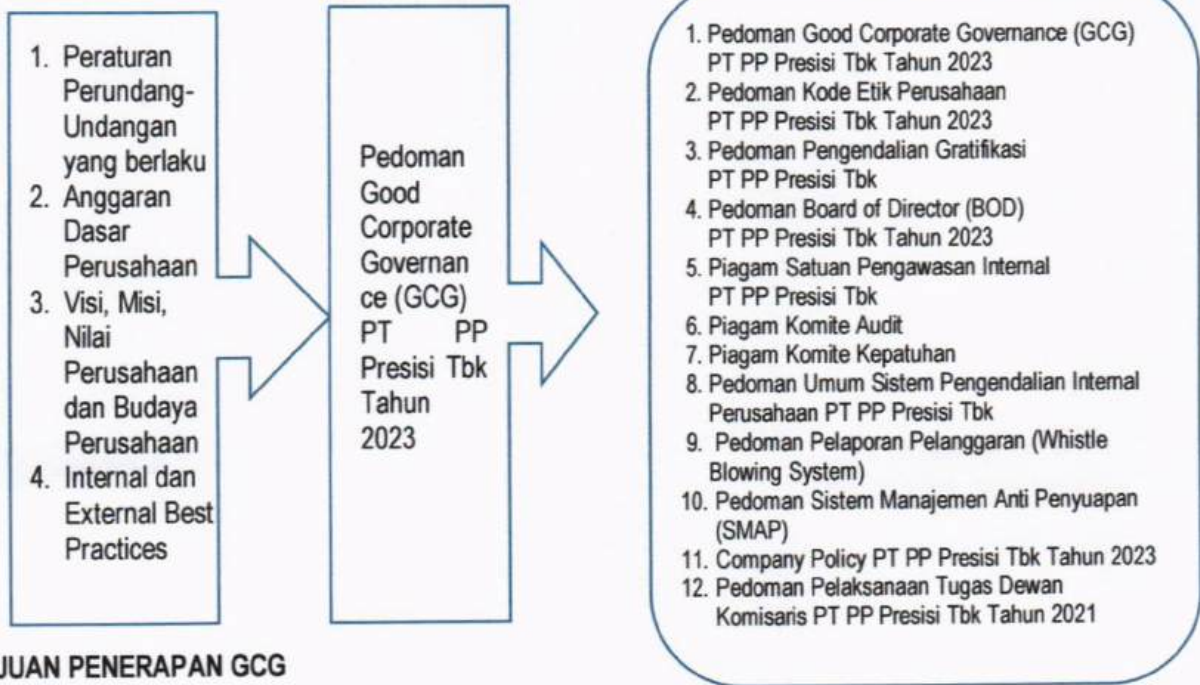 1. Peraturan
Perundang-
Undangan
yang berlaku
2. Anggaran
Dasar
Perusahaan
3. Visi, Misi,
Nilai
Perusahaan
dan Budaya
Perusahaan
4. Internal dan
External Best
Practices
Pedoman
Good
Corporate
Governan
ce (GCG)
PT PP
Presisi Tbk
Tahun
2023
1. Pedoman Good Corporate Governance (GCG)
PT PP Presisi Tbk Tahun 2023
2. Pedoman Kode Etik Perusahaan
PT PP Presisi Tbk Tahun 2023
3. Pedoman Pengendalian Gratifikasi
PT PP Presisi Tbk
4. Pedoman Board of Director (BOD)
PT PP Presisi Tbk Tahun 2023
5. Piagam Satuan Pengawasan Internal
PT PP Presisi Tbk
6. Piagam Komite Audit
7. Piagam Komite Kepatuhan
8. Pedoman Umum Sistem Pengendalian Internal
Perusahaan PT PP Presisi Tbk
9. Pedoman Pelaporan Pelanggaran (Whistle
Blowing System)
10. Pedoman Sistem Manajemen Anti Penyuapan
(SMAP)
11. Company Policy PT PP Presisi Tbk Tahun 2023
12. Pedoman Pelaksanaan Tugas Dewan
Komisaris PT PP Presisi Tbk Tahun 2021
JUAN PENERAPAN GCG